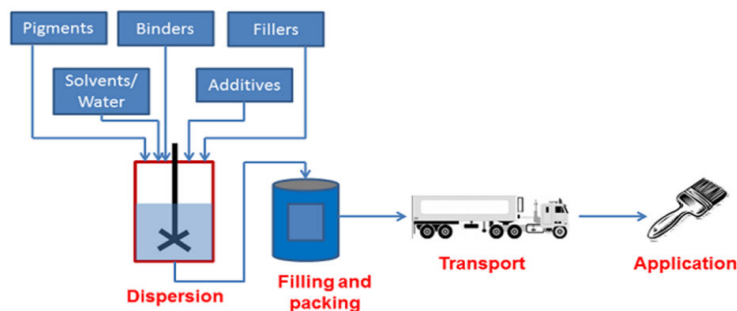 Pigments
Binders
Fillers
Solvents/
Water
Additives
Dispersion
Filling and
packing
Transport
Application